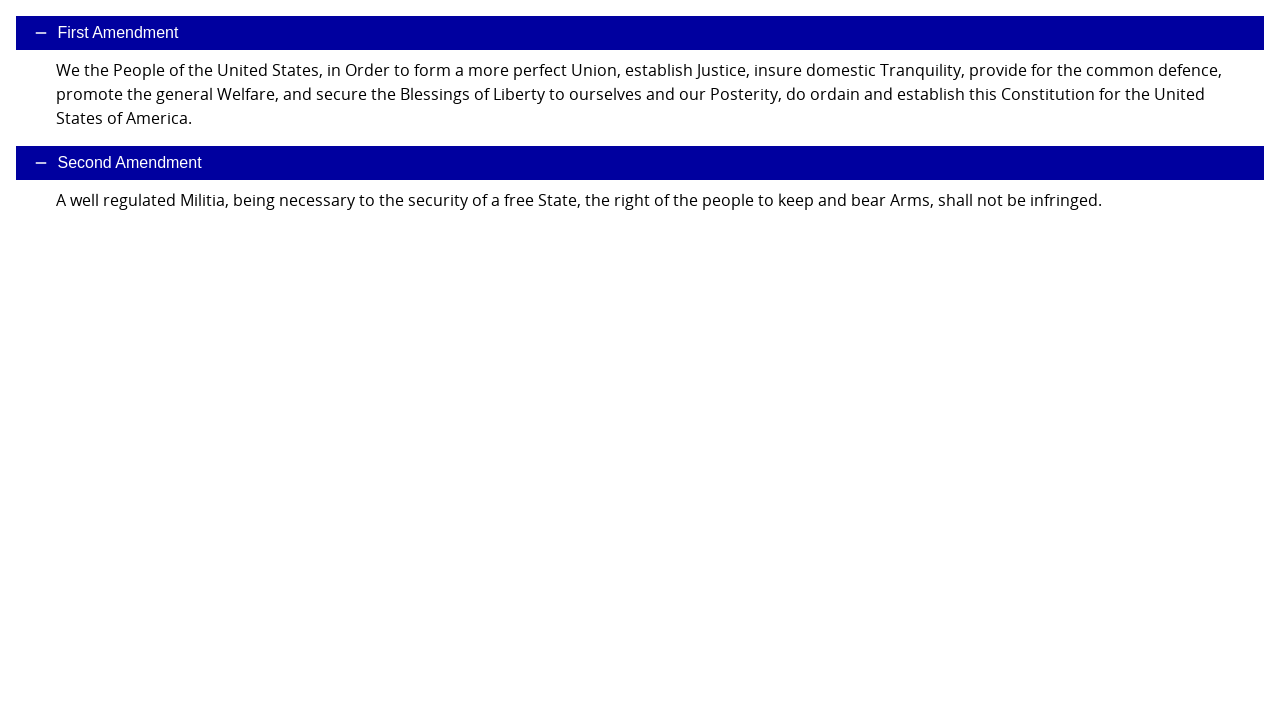 – First Amendment
We the People of the United States, in Order to form a more perfect Union, establish Justice, insure domestic Tranquility, provide for the common defence,
promote the general Welfare, and secure the Blessings of Liberty to ourselves and our Posterity, do ordain and establish this Constitution for the United
States of America.
– Second Amendment
A well regulated Militia, being necessary to the security of a free State, the right of the people to keep and bear Arms, shall not be infringed.